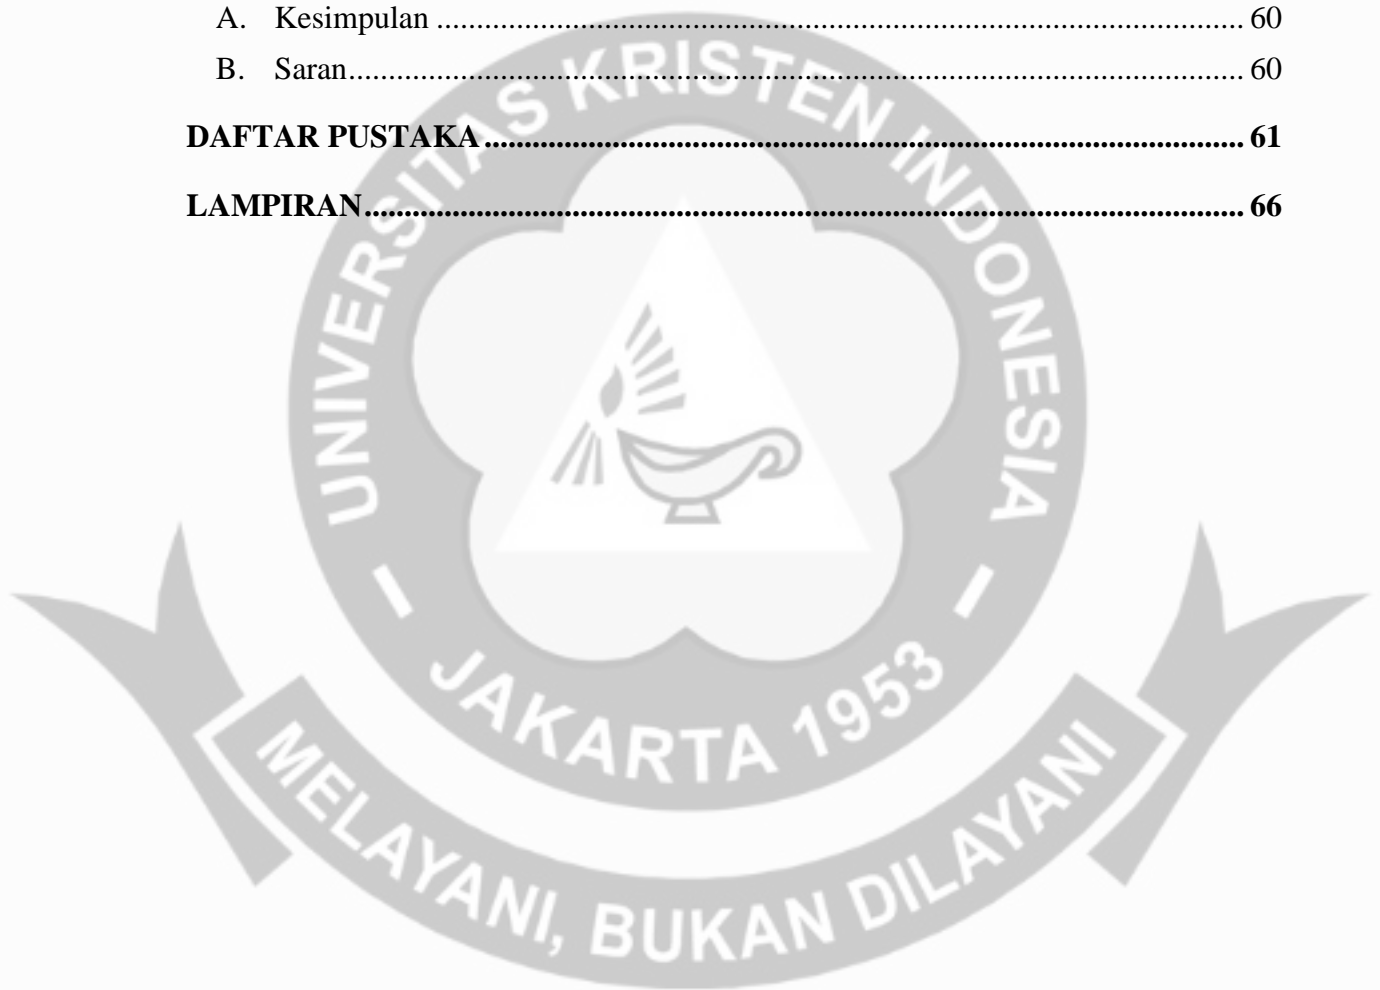 A. Kesimpulan .......................................................................................................... 60
B. Saran..................................................................................................................... 60
DAFTAR PUSTAKA.................................................................................................. 61
LAMPIRAN................................................................................................................. 66
UNIVERSITAS KRISTEN INDONESIA
JAKARTA 1953
MELAYANI, BUKAN DILAYANI